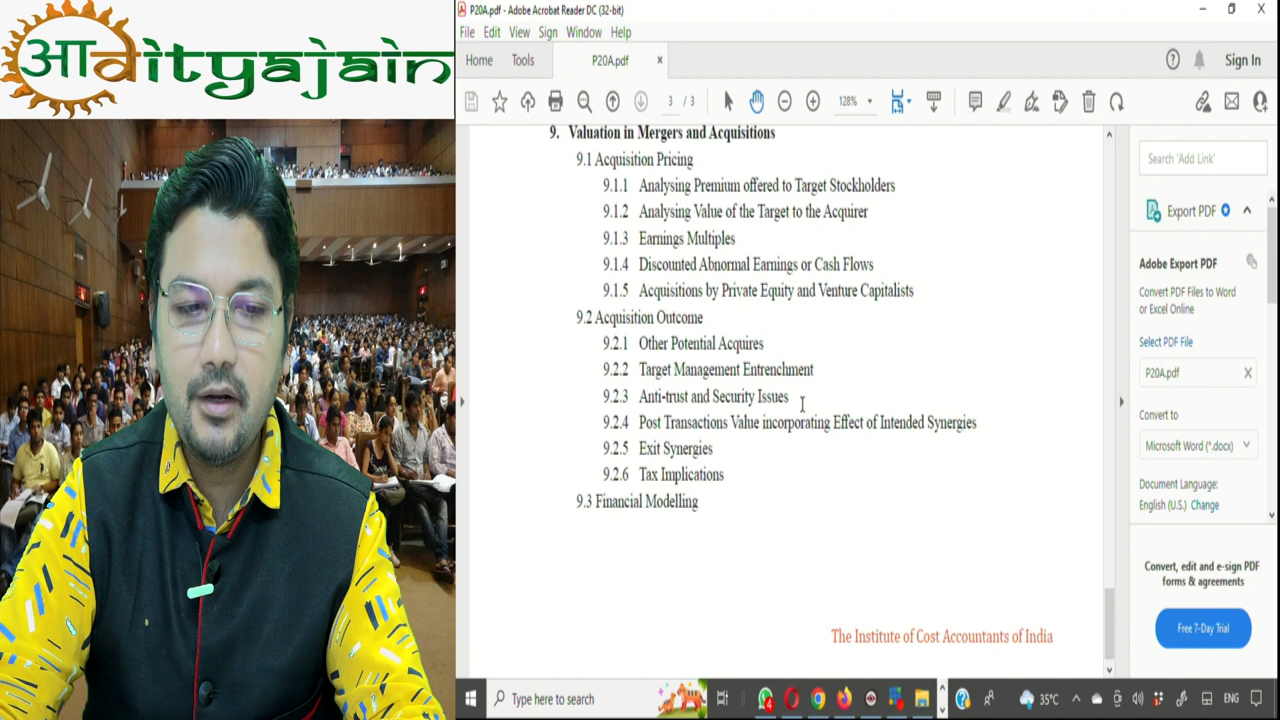 आdityajain
P20A.pdf - Adobe Acrobat Reader DC (32-bit)
File Edit View Sign Window Help
Home Tools P20A.pdf x Sign In
3 / 3 128%
9. Valuation in Mergers and Acquisitions
9.1 Acquisition Pricing
9.1.1 Analysing Premium offered to Target Stockholders
9.1.2 Analysing Value of the Target to the Acquirer
9.1.3 Earnings Multiples
9.1.4 Discounted Abnormal Earnings or Cash Flows
9.1.5 Acquisitions by Private Equity and Venture Capitalists
9.2 Acquisition Outcome
9.2.1 Other Potential Acquires
9.2.2 Target Management Entrenchment
9.2.3 Anti-trust and Security Issues
9.2.4 Post Transactions Value incorporating Effect of Intended Synergies
9.2.5 Exit Synergies
9.2.6 Tax Implications
9.3 Financial Modelling
The Institute of Cost Accountants of India
Search 'Add Link'
Export PDF
Adobe Export PDF
Convert PDF Files to Word
or Excel Online
Select PDF File
P20A.pdf X
Convert to
Microsoft Word (*.docx)
Document Language:
English (U.S.) Change
Convert, edit and e-sign PDF
forms & agreements
Free 7-Day Trial
Type here to search
4
35°C ENG